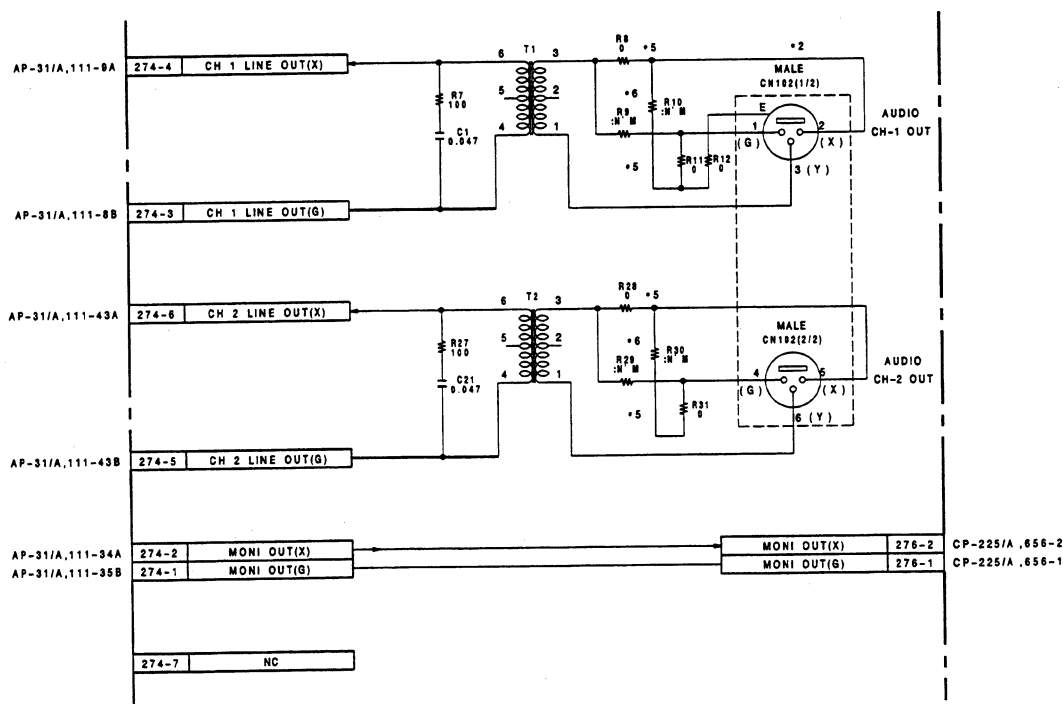 AP-31/A,111-9A 274-4 CH 1 LINE OUT(X)
6 T1 3
5 2
4 1
R7
100
C1
0.047
R8
0
*5
*2
*6
R9
:N'M
R10
:N'M
*5
R11
0
R12
0
MALE
CN102(1/2)
E
1
(G)
2
(X)
3 (Y)
AUDIO
CH-1 OUT
AP-31/A,111-8B 274-3 CH 1 LINE OUT(G)
AP-31/A,111-43A 274-6 CH 2 LINE OUT(X)
6 T2 3
5 2
4 1
R27
100
C21
0.047
R28
0
*5
*6
R29
:N'M
R30
:N'M
*5
R31
0
MALE
CN102(2/2)
4
(G)
5
(X)
6 (Y)
AUDIO
CH-2 OUT
AP-31/A,111-43B 274-5 CH 2 LINE OUT(G)
AP-31/A,111-34A 274-2 MONI OUT(X) MONI OUT(X) 276-2 CP-225/A ,656-2
AP-31/A,111-35B 274-1 MONI OUT(G) MONI OUT(G) 276-1 CP-225/A ,656-1
274-7 NC